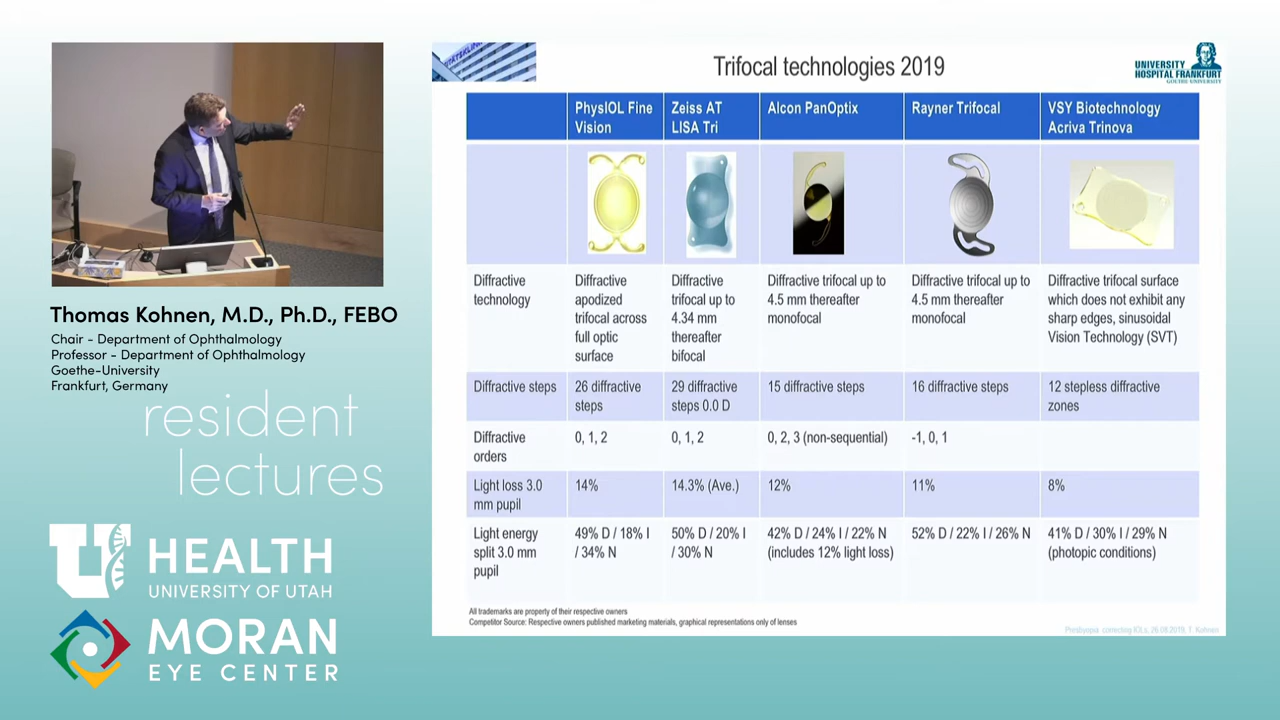 Thomas Kohnen, M.D., Ph.D., FEBO
Chair - Department of Ophthalmology
Professor - Department of Ophthalmology
Goethe-University
Frankfurt, Germany
resident
lectures
U HEALTH
UNIVERSITY OF UTAH
MORAN
EYE CENTER
Trifocal technologies 2019
UNIVERSITY
HOSPITAL FRANKFURT
GOETHE UNIVERSITY
PhysIOL Fine
Vision
Zeiss AT
LISA Tri
Alcon PanOptix
Rayner Trifocal
VSY Biotechnology
Acriva Trinova
Diffractive
technology
Diffractive
apodized
trifocal across
full optic
surface
Diffractive
trifocal up to
4.34 mm
thereafter
bifocal
Diffractive trifocal up to
4.5 mm thereafter
monofocal
Diffractive trifocal up to
4.5 mm thereafter
monofocal
Diffractive trifocal surface
which does not exhibit any
sharp edges, sinusoidal
Vision Technology (SVT)
Diffractive steps
26 diffractive
steps
29 diffractive
steps 0.0 D
15 diffractive steps
16 diffractive steps
12 stepless diffractive
zones
Diffractive
orders
0, 1, 2
0, 1, 2
0, 2, 3 (non-sequential)
-1, 0, 1
Light loss 3.0
mm pupil
14%
14.3% (Ave.)
12%
11%
8%
Light energy
split 3.0 mm
pupil
49% D / 18% I
/ 34% N
50% D / 20% I
/ 30% N
42% D / 24% I / 22% N
(includes 12% light loss)
52% D / 22% I / 26% N
41% D / 30% I / 29% N
(photopic conditions)
All trademarks are property of their respective owners
Competitor Source: Respective owners published marketing materials, graphical representations only of lenses
Presbyopia correcting IOLs, 26.08.2019, T. Kohnen